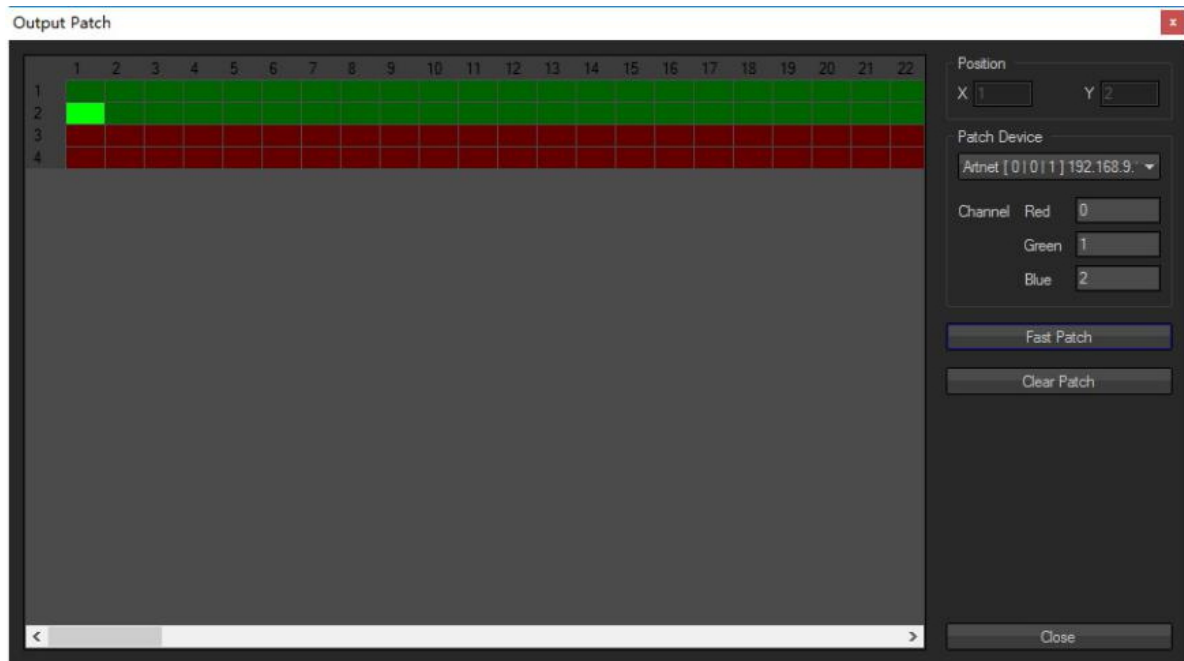 Output Patch
x
1 2 3 4 5 6 7 8 9 10 11 12 13 14 15 16 17 18 19 20 21 22
1
2
3
4
Position
X 1 Y 2
Patch Device
Artnet [ 0 | 0 | 1 ] 192.168.9.
Channel Red 0
Green 1
Blue 2
Fast Patch
Clear Patch
Close